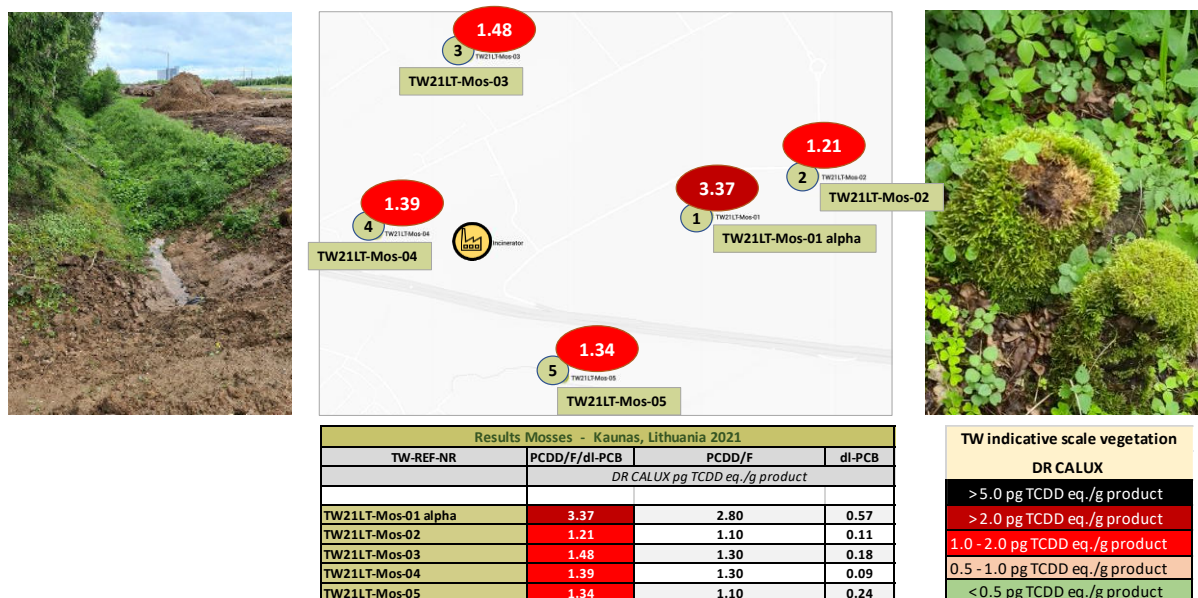 1.48
3
TW21LT-Mos-03
TW21LT-Mos-03
1.21
2
TW21LT-Mos-02
TW21LT-Mos-02
3.37
1
TW21LT-Mos-01
TW21LT-Mos-01 alpha
1.39
4
TW21LT-Mos-04
TW21LT-Mos-04
Incinerator
1.34
5
TW21LT-Mos-05
TW21LT-Mos-05
Results Mosses - Kaunas, Lithuania 2021
TW-REF-NR PCDD/F/dl-PCB PCDD/F dl-PCB
DR CALUX pg TCDD eq./g product
TW21LT-Mos-01 alpha 3.37 2.80 0.57
TW21LT-Mos-02 1.21 1.10 0.11
TW21LT-Mos-03 1.48 1.30 0.18
TW21LT-Mos-04 1.39 1.30 0.09
TW21LT-Mos-05 1.34 1.10 0.24
TW indicative scale vegetation
DR CALUX
>5.0 pg TCDD eq./g product
>2.0 pg TCDD eq./g product
1.0 - 2.0 pg TCDD eq./g product
0.5 - 1.0 pg TCDD eq./g product
<0.5 pg TCDD eq./g product